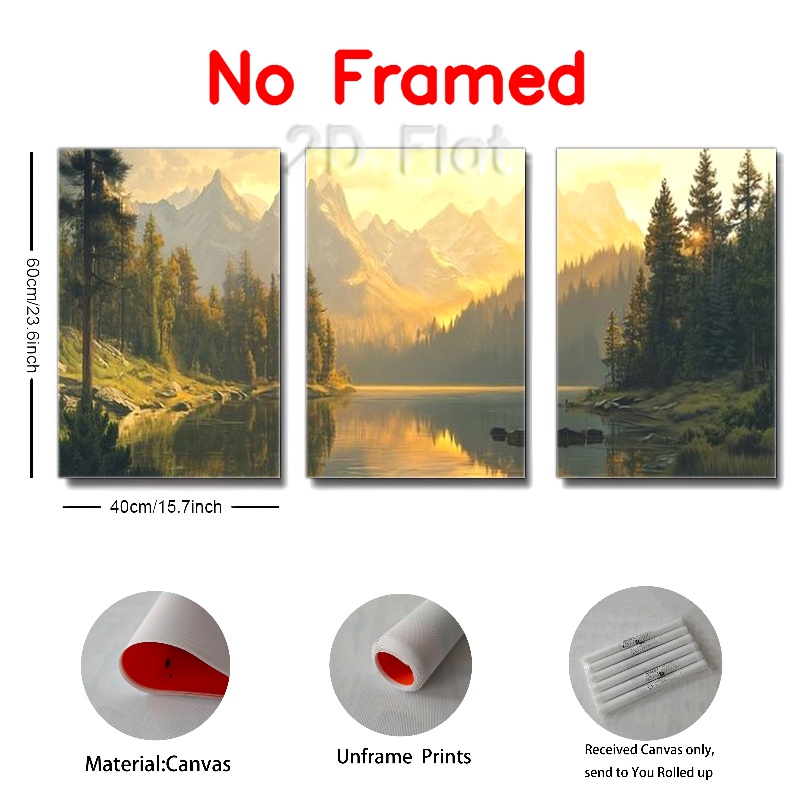 No Framed
2D Flat
60cm/23.6inch
40cm/15.7inch
Material:Canvas
Unframe Prints
Received Canvas only,
send to You Rolled up